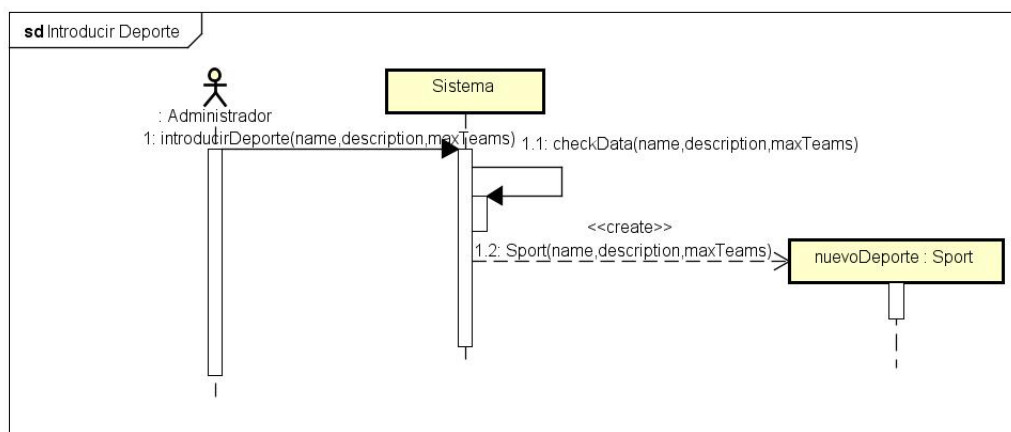 sd Introducir Deporte
Sistema
: Administrador
1: introducirDeporte(name,description,maxTeams)
1.1: checkData(name,description,maxTeams)
<<create>>
1.2: Sport(name,description,maxTeams)
nuevoDeporte : Sport